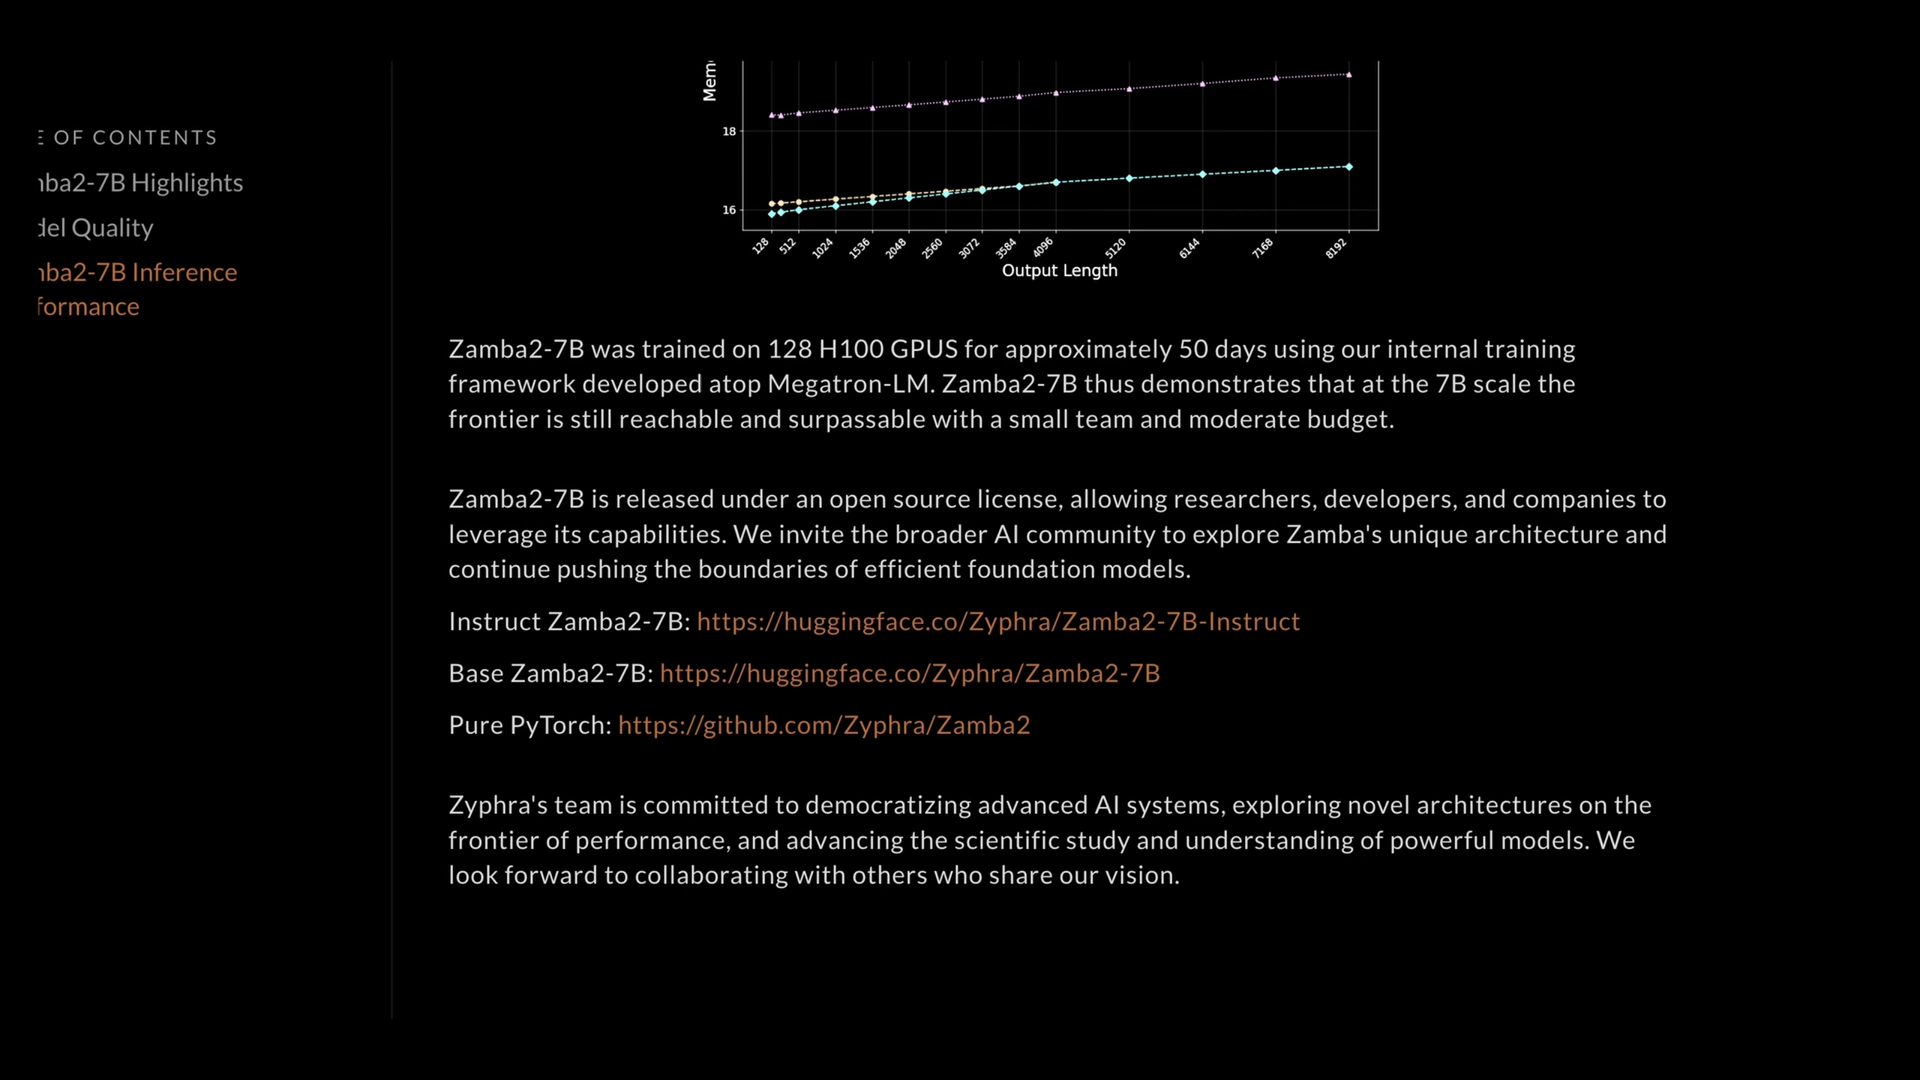 E OF CONTENTS
ba2-7B Highlights
del Quality
ba2-7B Inference
formance
Mem
18
16
128
512
1024
1536
2048
2560
3072
3584
4096
5120
6144
7168
8192
Output Length
Zamba2-7B was trained on 128 H100 GPUS for approximately 50 days using our internal training
framework developed atop Megatron-LM. Zamba2-7B thus demonstrates that at the 7B scale the
frontier is still reachable and surpassable with a small team and moderate budget.
Zamba2-7B is released under an open source license, allowing researchers, developers, and companies to
leverage its capabilities. We invite the broader AI community to explore Zamba's unique architecture and
continue pushing the boundaries of efficient foundation models.
Instruct Zamba2-7B: https://huggingface.co/Zyphra/Zamba2-7B-Instruct
Base Zamba2-7B: https://huggingface.co/Zyphra/Zamba2-7B
Pure PyTorch: https://github.com/Zyphra/Zamba2
Zyphra's team is committed to democratizing advanced AI systems, exploring novel architectures on the
frontier of performance, and advancing the scientific study and understanding of powerful models. We
look forward to collaborating with others who share our vision.